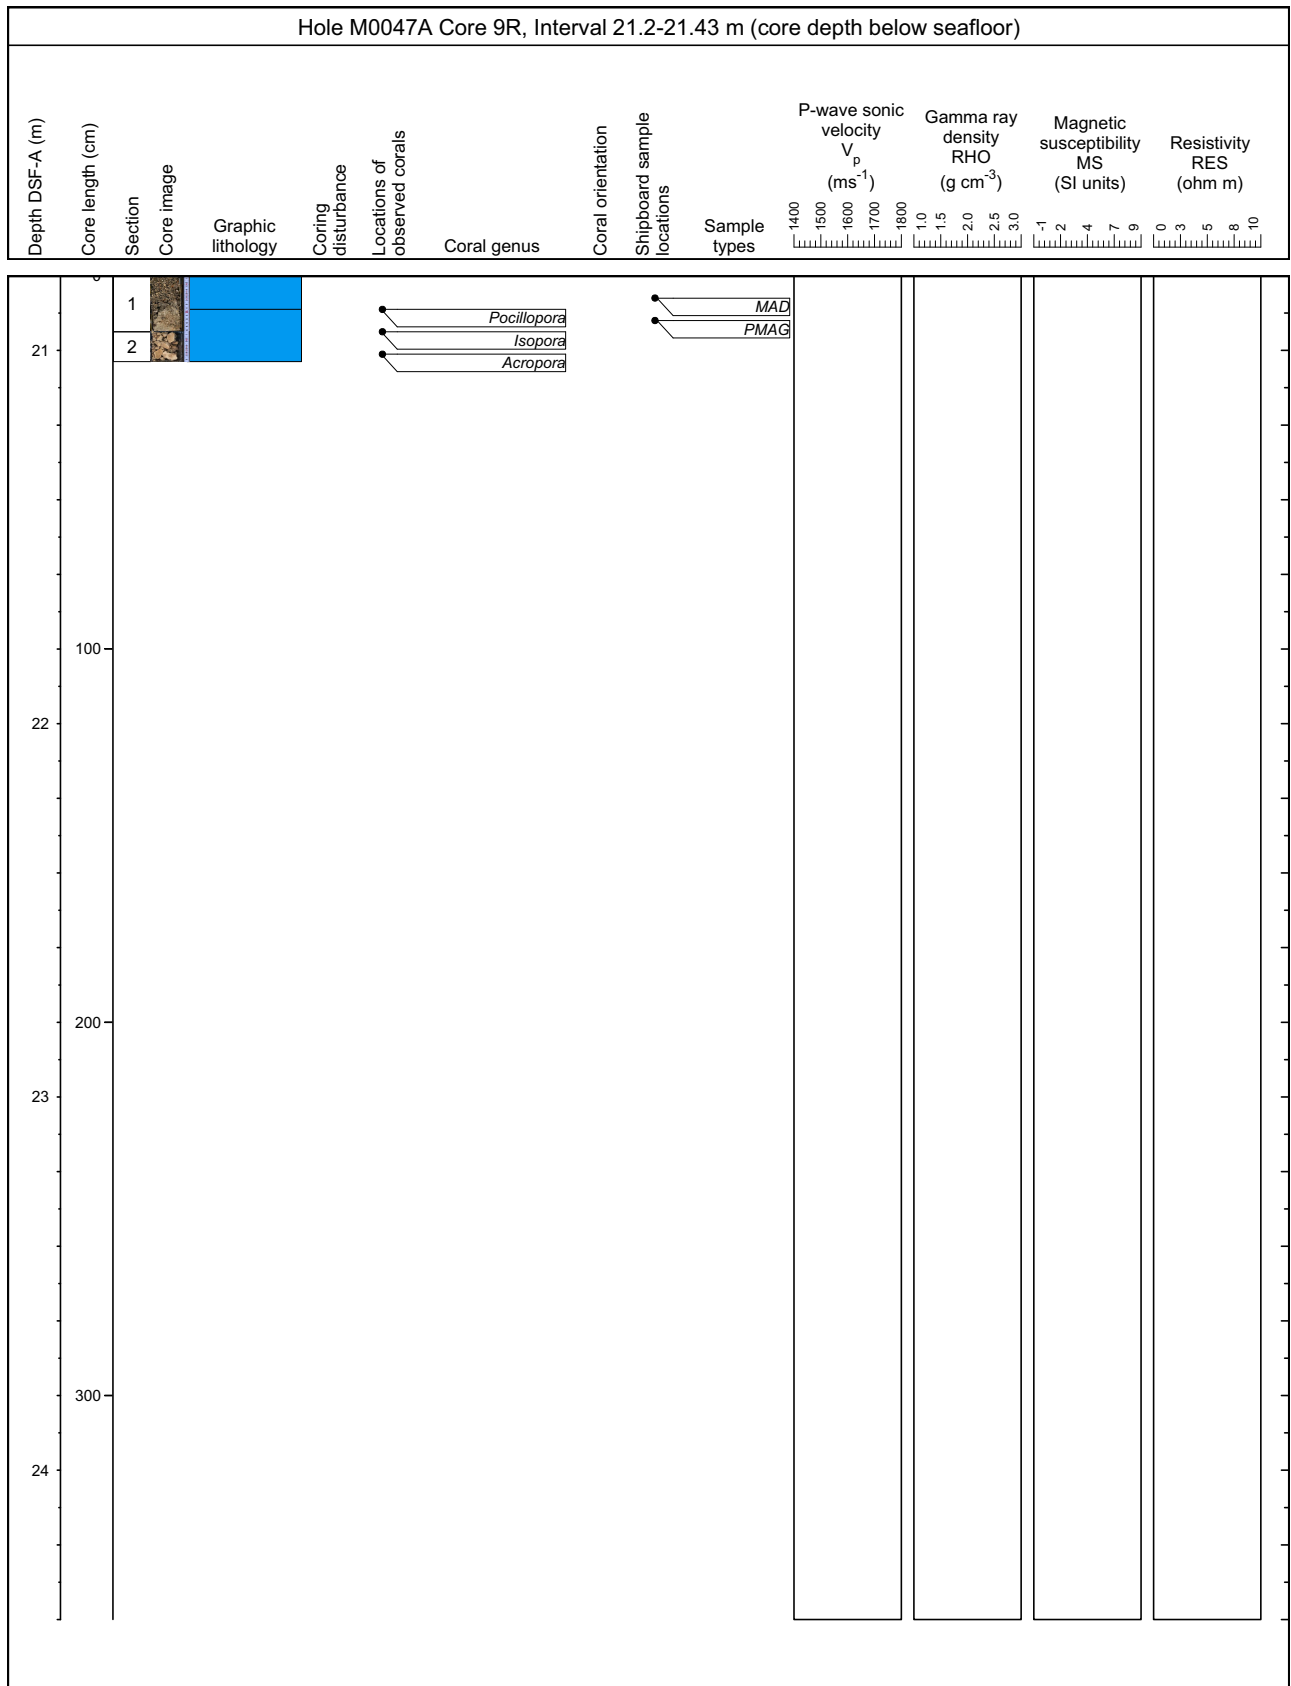 Hole M0047A Core 9R, Interval 21.2-21.43 m (core depth below seafloor)
Depth DSF-A (m)
Core length (cm)
Section
Core image
Graphic
lithology
Coring
disturbance
Locations of
observed corals
Coral genus
Coral orientation
Shipboard sample
locations
Sample
types
P-wave sonic
velocity
Vp
(ms-1)
1400 1500 1600 1700 1800
Gamma ray
density
RHO
(g cm-3)
1.0 1.5 2.0 2.5 3.0
Magnetic
susceptibility
MS
(SI units)
-1 2 4 7 9
Resistivity
RES
(ohm m)
0 3 5 8 10
0
1
MAD
Pocillopora
PMAG
2
Isopora
21
Acropora
100
22
200
23
300
24